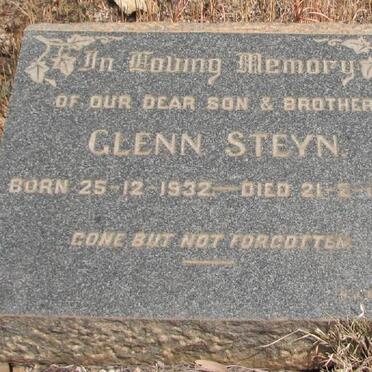 In Loving Memory
OF OUR DEAR SON & BROTHER
GLENN STEYN.
BORN 25-12-1932 — DIED 21-
GONE BUT NOT FORGOTTEN